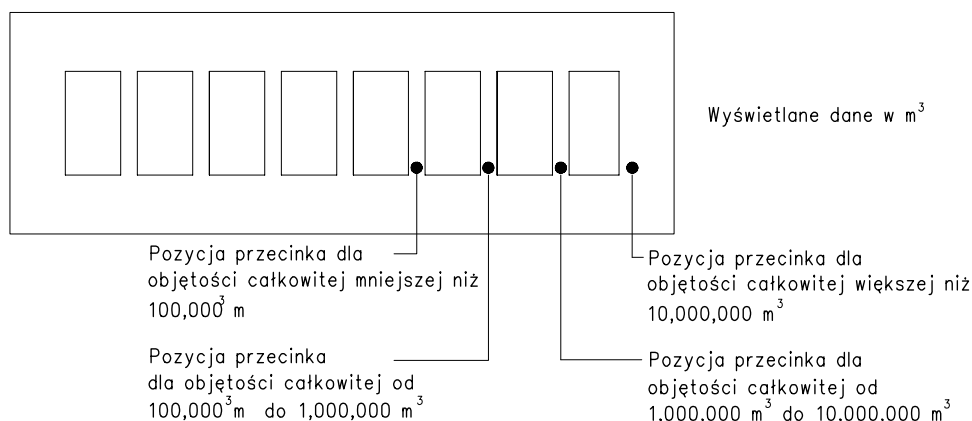 Wyświetlane dane w m³
Pozycja przecinka dla
objętości całkowitej mniejszej niż
100,000³ m
Pozycja przecinka dla
objętości całkowitej większej niż
10,000,000 m³
Pozycja przecinka
dla objętości całkowitej od
100,000³m do 1,000,000 m³
Pozycja przecinka dla
objętości całkowitej od
1,000,000 m³ do 10,000,000 m³